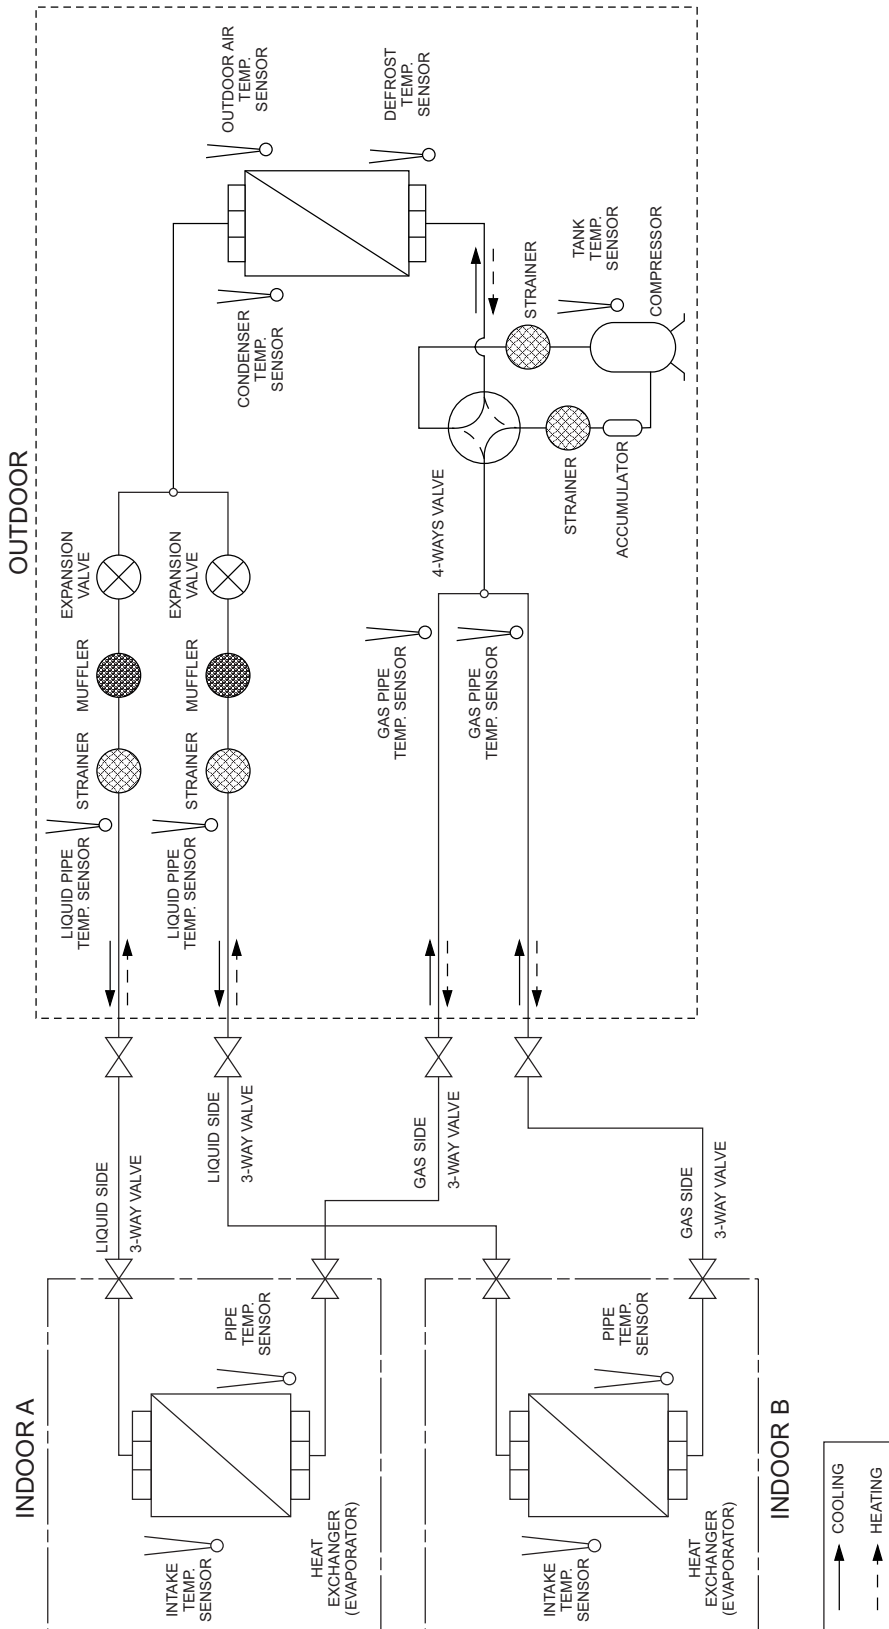 OUTDOOR
OUTDOOR AIR
TEMP.
SENSOR
DEFROST
TEMP.
SENSOR
CONDENSER
TEMP.
SENSOR
TANK
TEMP.
SENSOR
COMPRESSOR
STRAINER
STRAINER
ACCUMULATOR
4-WAYS VALVE
EXPANSION
VALVE
EXPANSION
VALVE
MUFFLER
MUFFLER
STRAINER
STRAINER
LIQUID PIPE
TEMP. SENSOR
LIQUID PIPE
TEMP. SENSOR
GAS PIPE
TEMP. SENSOR
GAS PIPE
TEMP. SENSOR
LIQUID SIDE
3-WAY VALVE
LIQUID SIDE
3-WAY VALVE
GAS SIDE
3-WAY VALVE
GAS SIDE
3-WAY VALVE
INDOOR A
PIPE
TEMP.
SENSOR
INTAKE
TEMP.
SENSOR
HEAT
EXCHANGER
(EVAPORATOR)
INDOOR B
PIPE
TEMP.
SENSOR
INTAKE
TEMP.
SENSOR
HEAT
EXCHANGER
(EVAPORATOR)
COOLING
HEATING